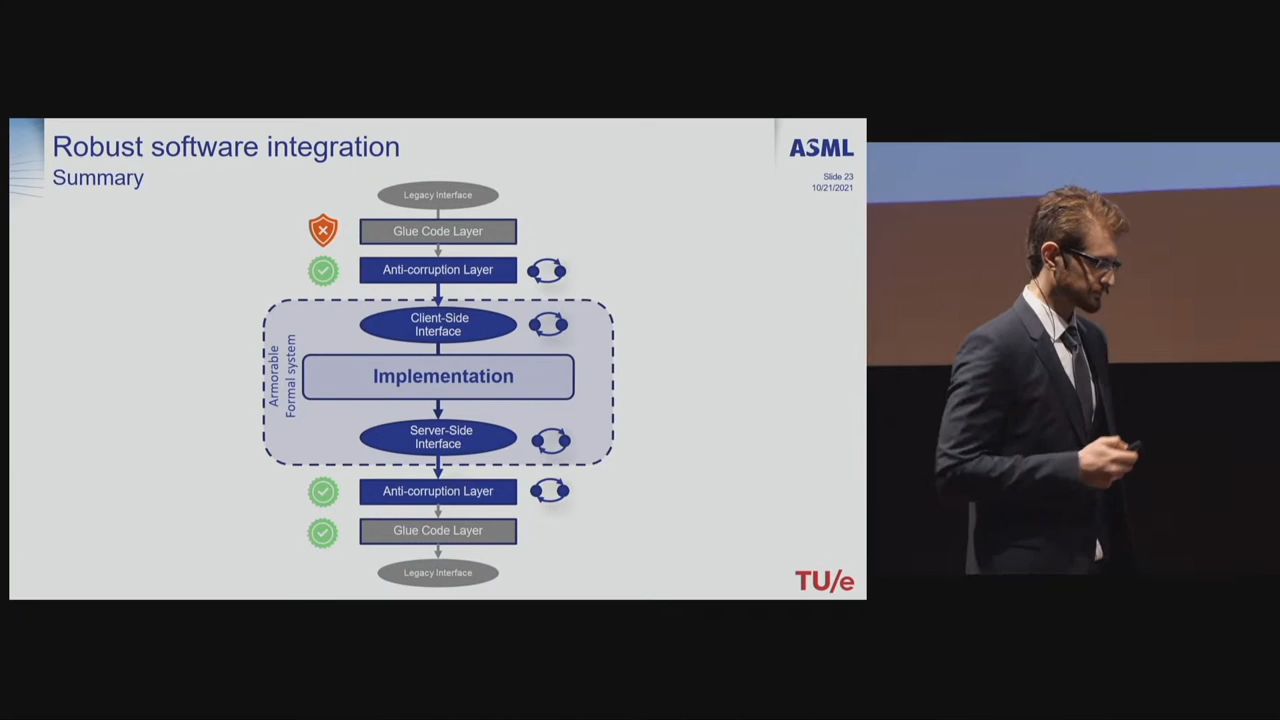 Robust software integration
Summary
ASML
Slide 23
10/21/2021
Legacy Interface
Glue Code Layer
Anti-corruption Layer
Client-Side
Interface
Armorable
Formal system
Implementation
Server-Side
Interface
Anti-corruption Layer
Glue Code Layer
Legacy Interface
TU/e